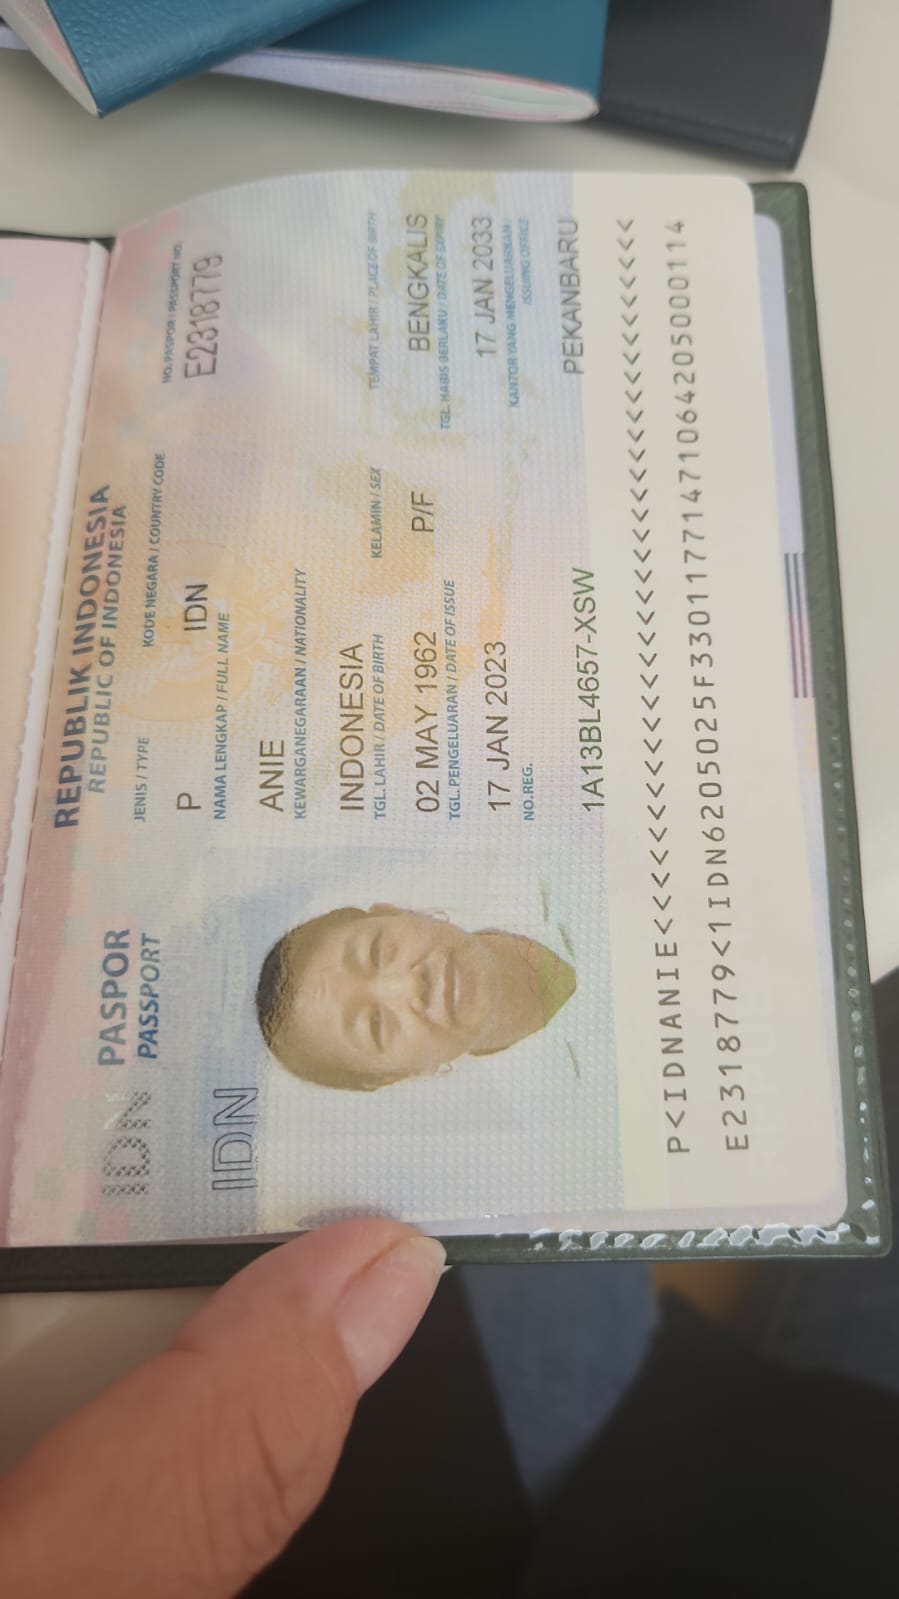 REPUBLIK INDONESIA
REPUBLIC OF INDONESIA
IDN PASPOR
PASSPORT
JENIS / TYPE KODE NEGARA / COUNTRY CODE NO. PASPOR / PASSPORT NO.
P IDN E2318779
IDN
NAMA LENGKAP / FULL NAME
ANIE
KEWARGANEGARAAN / NATIONALITY
INDONESIA
TGL. LAHIR / DATE OF BIRTH KELAMIN / SEX TEMPAT LAHIR / PLACE OF BIRTH
02 MAY 1962 P/F BENGKALIS
TGL. PENGELUARAN / DATE OF ISSUE TGL. HABIS BERLAKU / DATE OF EXPIRY
17 JAN 2023 17 JAN 2033
NO. REG. KANTOR YANG MENGELUARKAN /
ISSUING OFFICE
1A13BL4657-XSW PEKANBARU
P<IDNANIE<<<<<<<<<<<<<<<<<<<<<<<<<<<<<<<<<<<
E2318779<1IDN6205025F3301177147106420500114